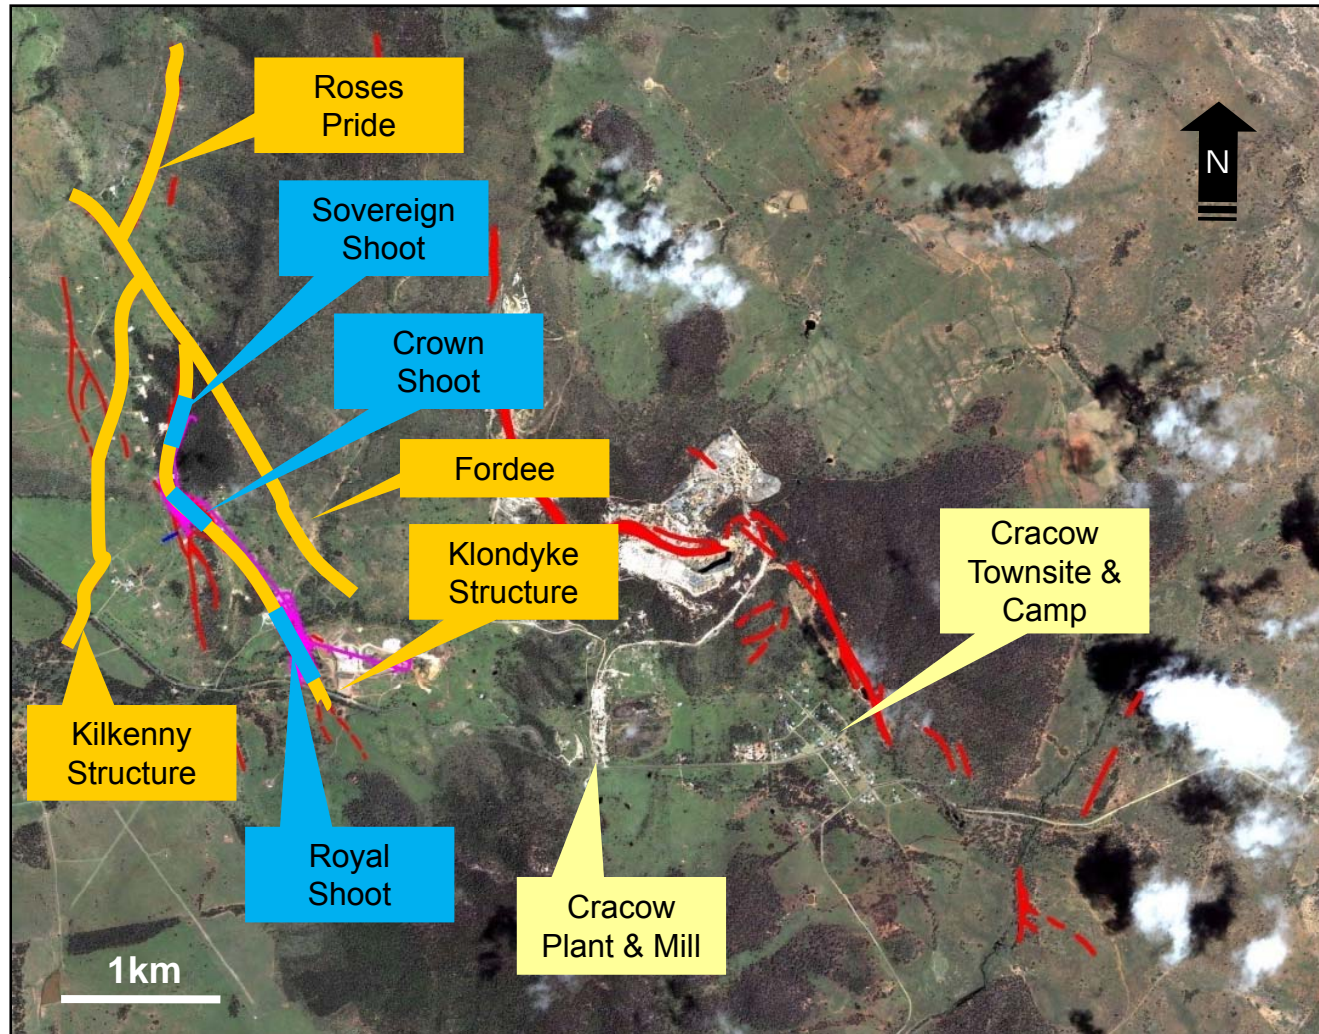 Roses
Pride
N
Sovereign
Shoot
Crown
Shoot
Fordee
Klondyke
Structure
Cracow
Townsite &
Camp
Kilkenny
Structure
Royal
Shoot
Cracow
Plant & Mill
1km